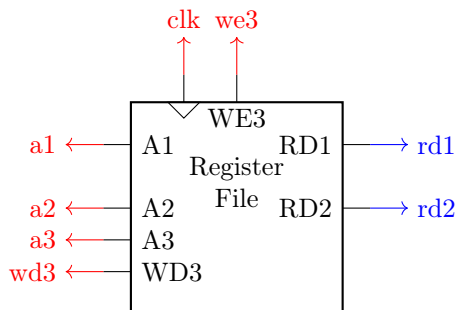 clk we3
WE3
a1 A1 RD1 rd1
Register
File
a2 A2 RD2 rd2
a3 A3
wd3 WD3